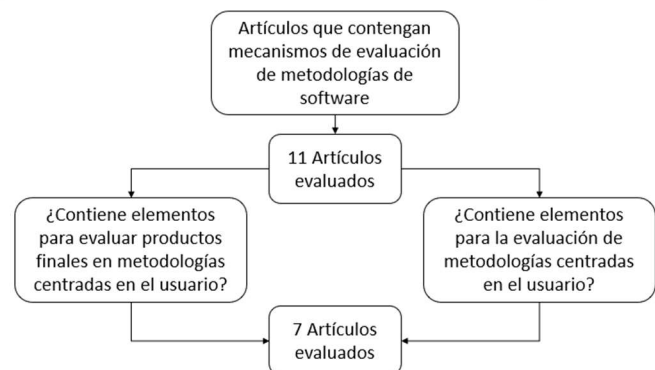 Artículos que contengan
mecanismos de evaluación
de metodologías de
software
11 Artículos
evaluados
¿Contiene elementos
para evaluar productos
finales en metodologías
centradas en el usuario?
¿Contiene elementos
para la evaluación de
metodologías centradas
en el usuario?
7 Artículos
evaluados